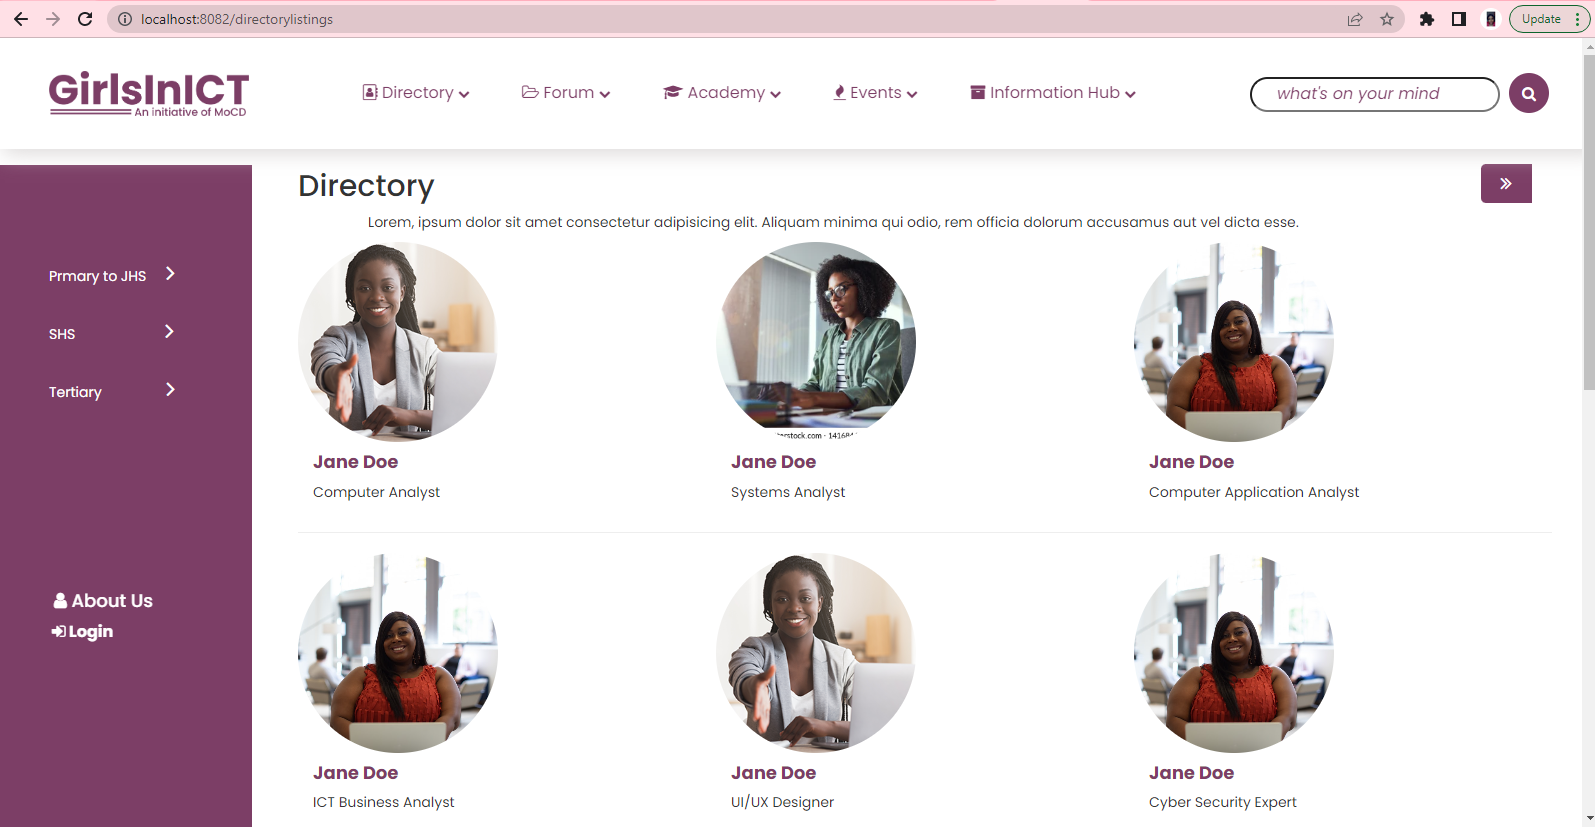 localhost:8082/directorylistings
Update
GirlsInICT
An initiative of MoCD
Directory
Forum
Academy
Events
Information Hub
what's on your mind
Prmary to JHS
SHS
Tertiary
About Us
Login
Directory
Lorem, ipsum dolor sit amet consectetur adipisicing elit. Aliquam minima qui odio, rem officia dolorum accusamus aut vel dicta esse.
Jane Doe
Computer Analyst
erstock.com · 14168
Jane Doe
Systems Analyst
Jane Doe
Computer Application Analyst
Jane Doe
ICT Business Analyst
Jane Doe
UI/UX Designer
Jane Doe
Cyber Security Expert